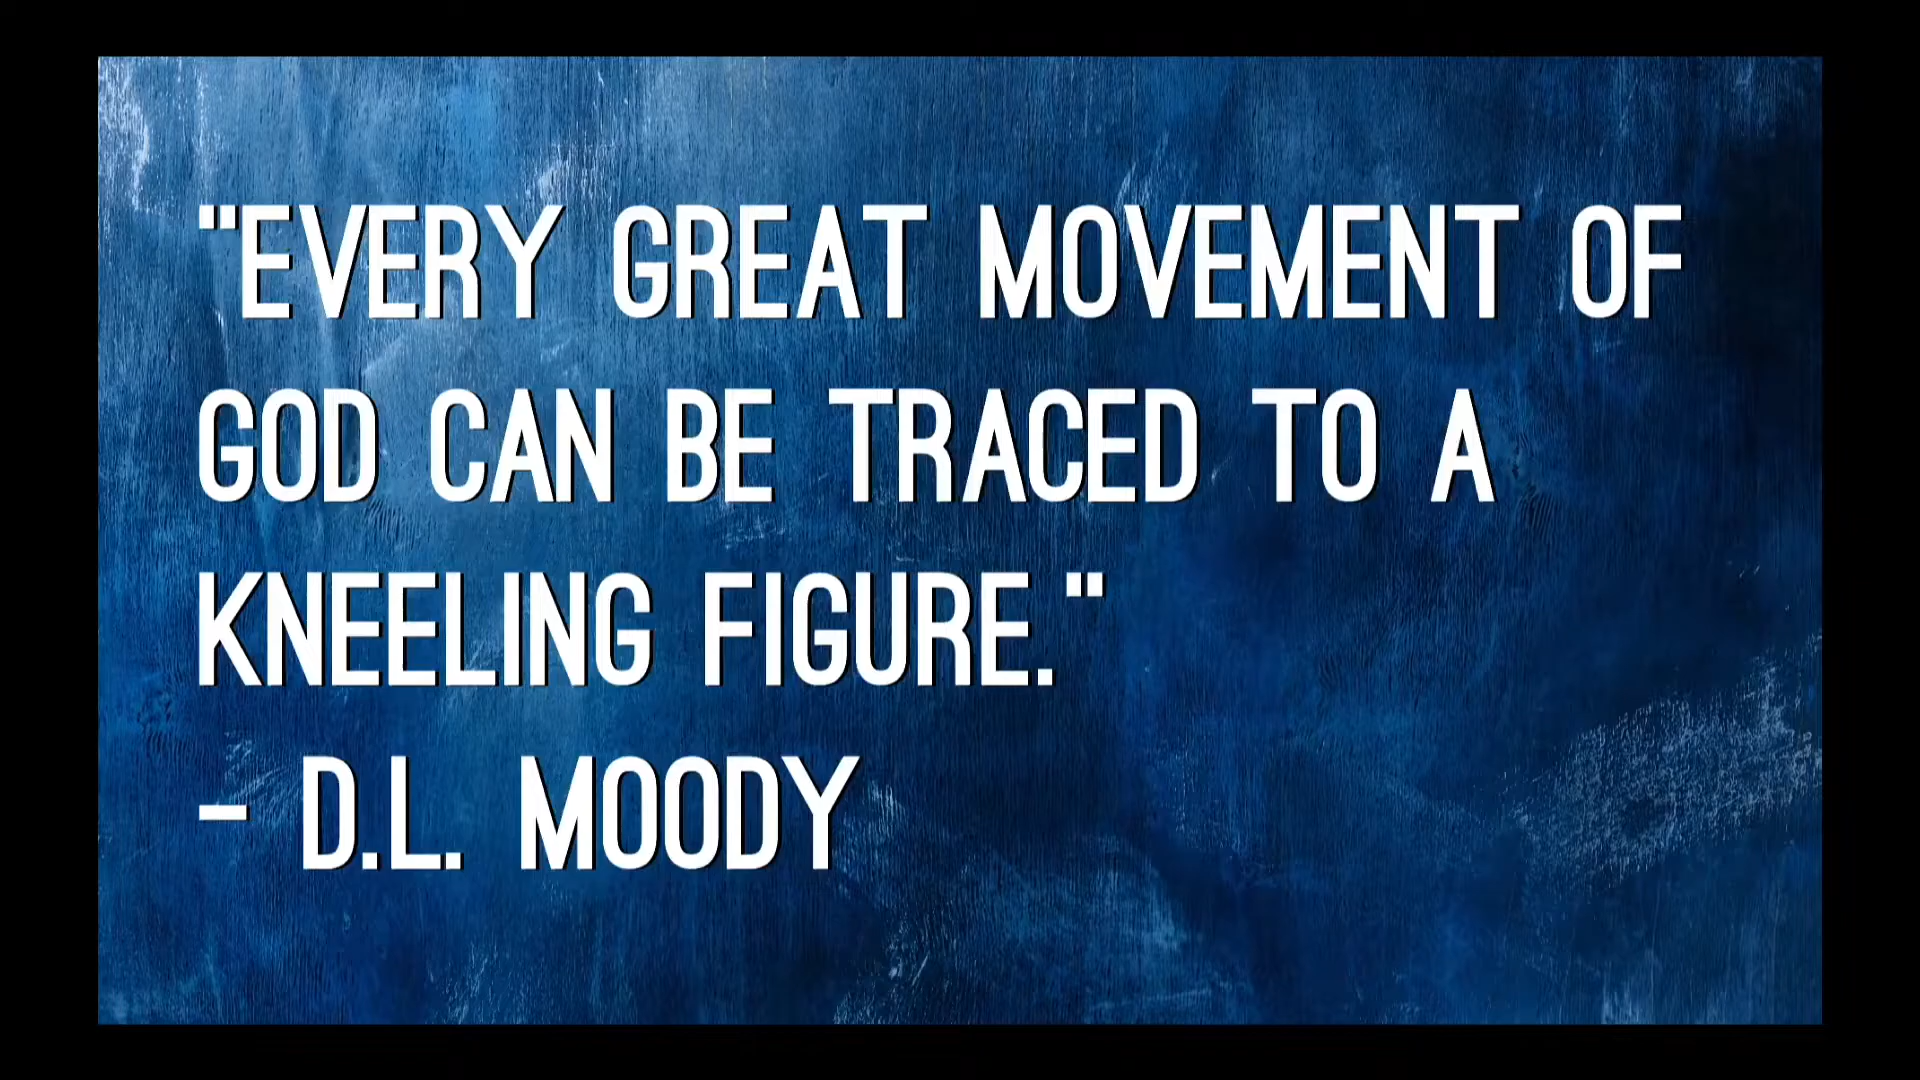 "EVERY GREAT MOVEMENT OF
GOD CAN BE TRACED TO A
KNEELING FIGURE."
- D.L. MOODY